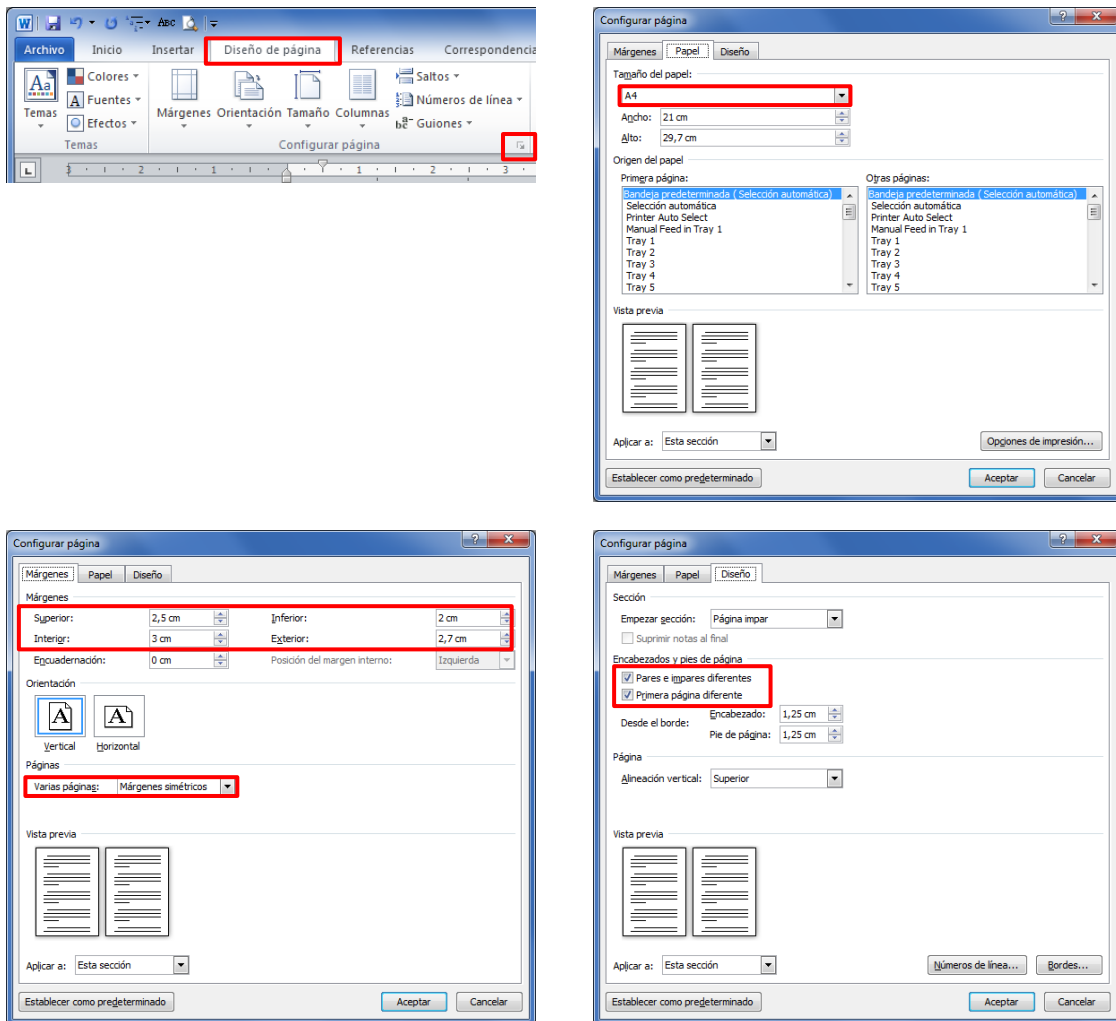 ABC
Archivo Inicio Insertar Diseño de página Referencias Correspondencia
Aa Temas
Colores
A Fuentes
Efectos
Márgenes Orientación Tamaño Columnas
Saltos
Números de línea
Guiones
Temas Configurar página
3 2 1 1 2 3
Configurar página
Márgenes Papel Diseño
Tamaño del papel:
A4
Ancho: 21 cm
Alto: 29,7 cm
Origen del papel
Primera página: Otras páginas:
Bandeja predeterminada ( Selección automática) Bandeja predeterminada ( Selección automática)
Selección automática Selección automática
Printer Auto Select Printer Auto Select
Manual Feed in Tray 1 Manual Feed in Tray 1
Tray 1 Tray 1
Tray 2 Tray 2
Tray 3 Tray 3
Tray 4 Tray 4
Tray 5 Tray 5
Vista previa
Aplicar a: Esta sección Opciones de impresión...
Establecer como predeterminado Aceptar Cancelar
Configurar página
Márgenes Papel Diseño
Márgenes
Superior: 2,5 cm Inferior: 2 cm
Interior: 3 cm Exterior: 2,7 cm
Encuadernación: 0 cm Posición del margen interno: Izquierda
Orientación
A A
Vertical Horizontal
Páginas
Varias páginas: Márgenes simétricos
Vista previa
Aplicar a: Esta sección
Establecer como predeterminado Aceptar Cancelar
Configurar página
Márgenes Papel Diseño
Sección
Empezar sección: Página impar
Suprimir notas al final
Encabezados y pies de página
Pares e impares diferentes
Primera página diferente
Desde el borde: Encabezado: 1,25 cm
Pie de página: 1,25 cm
Página
Alineación vertical: Superior
Vista previa
Aplicar a: Esta sección Números de línea... Bordes...
Establecer como predeterminado Aceptar Cancelar